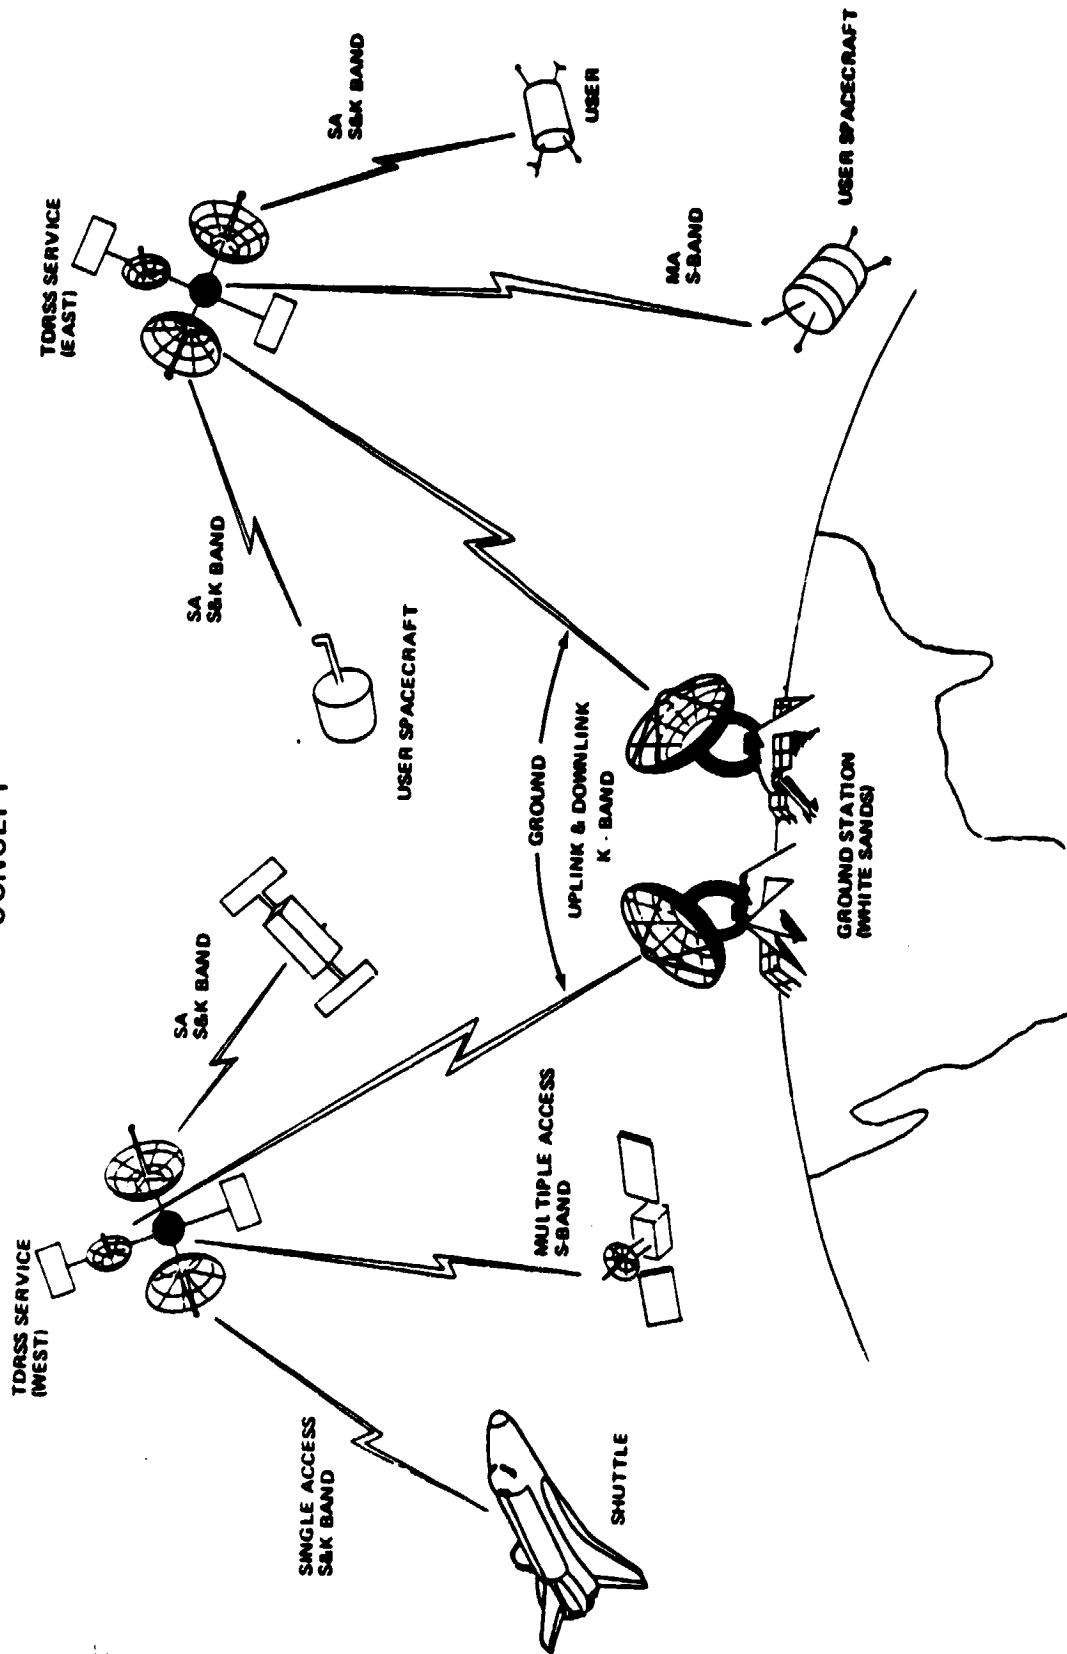 CONCEPT
TDRSS SERVICE
(WEST)
TDRSS SERVICE
(EAST)
SINGLE ACCESS
S&K BAND
SA
S&K BAND
SA
S&K BAND
SA
S&K BAND
MULTIPLE ACCESS
S-BAND
MA
S-BAND
SHUTTLE
USER SPACECRAFT
USER
USER SPACECRAFT
GROUND
UPLINK & DOWNLINK
K - BAND
GROUND STATION
(WHITE SANDS)